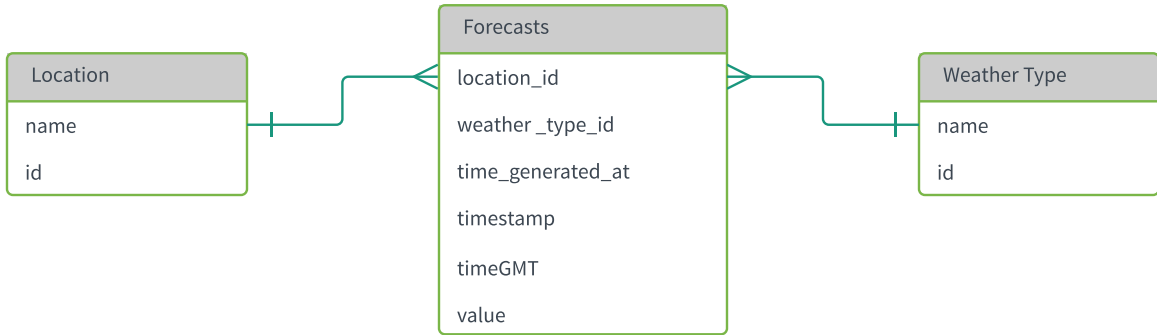 Location
name
id
Forecasts
location_id
weather _type_id
time_generated_at
timestamp
timeGMT
value
Weather Type
name
id